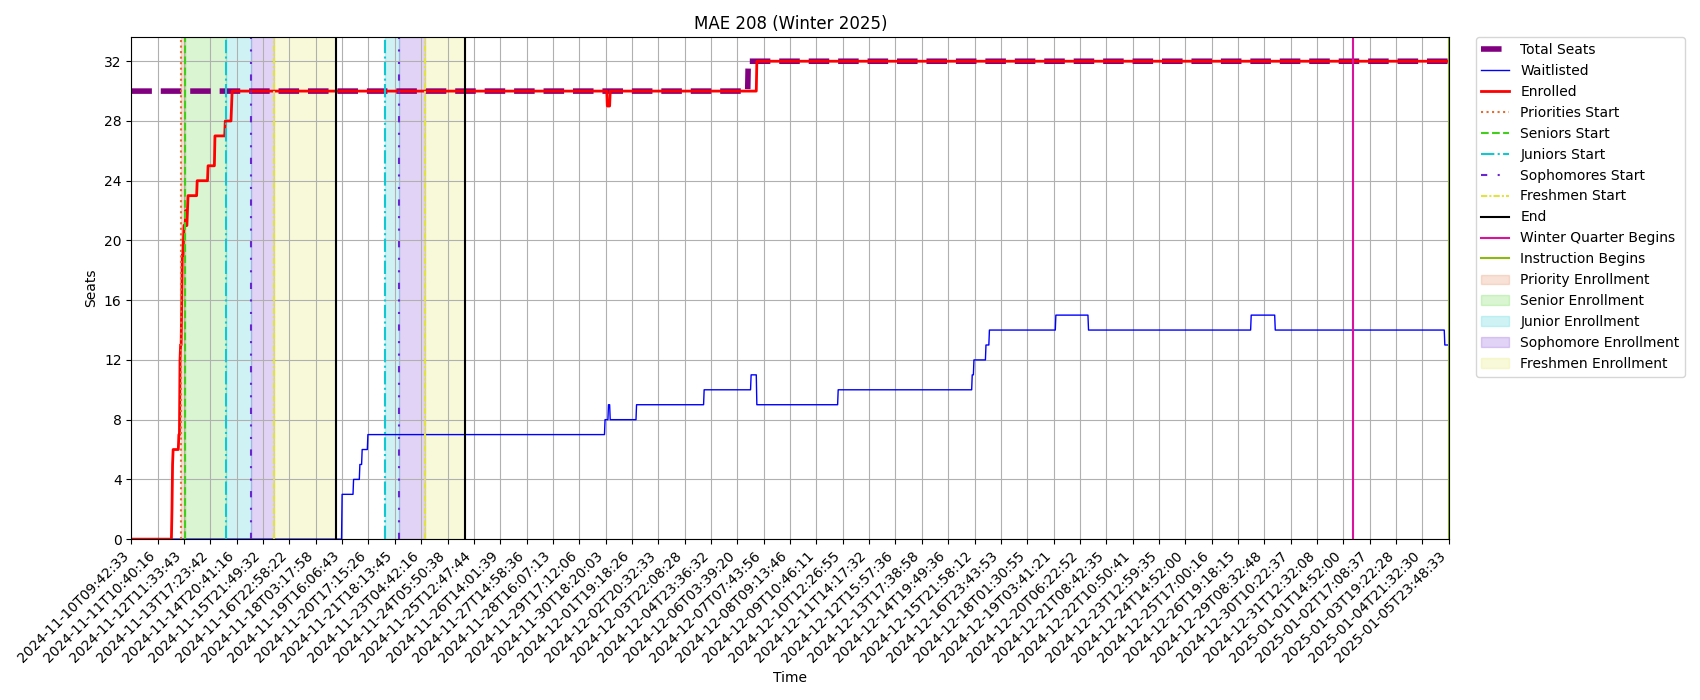 MAE 208 (Winter 2025)
Total Seats
Waitlisted
Enrolled
Priorities Start
Seniors Start
Juniors Start
Sophomores Start
Freshmen Start
End
Winter Quarter Begins
Instruction Begins
Priority Enrollment
Senior Enrollment
Junior Enrollment
Sophomore Enrollment
Freshmen Enrollment
Seats
32
28
24
20
16
12
8
4
0
2024-11-10T09:42:33
2024-11-11T10:40:16
2024-11-12T11:33:43
2024-11-13T17:23:42
2024-11-14T20:41:16
2024-11-15T21:49:32
2024-11-16T22:58:22
2024-11-18T03:17:58
2024-11-19T16:06:43
2024-11-20T17:15:26
2024-11-21T18:13:45
2024-11-23T04:42:16
2024-11-24T05:50:38
2024-11-25T12:47:44
2024-11-26T14:01:39
2024-11-27T14:58:36
2024-11-28T16:07:13
2024-11-29T17:12:06
2024-11-30T18:20:03
2024-12-01T19:18:26
2024-12-02T20:32:33
2024-12-03T22:08:28
2024-12-04T23:36:32
2024-12-06T03:39:20
2024-12-07T07:43:56
2024-12-08T09:13:46
2024-12-09T10:46:11
2024-12-10T12:26:55
2024-12-11T14:17:32
2024-12-12T15:57:36
2024-12-13T17:38:58
2024-12-14T19:49:36
2024-12-15T21:58:12
2024-12-16T23:43:53
2024-12-18T01:30:55
2024-12-19T03:41:21
2024-12-20T06:22:52
2024-12-21T08:42:35
2024-12-22T10:50:41
2024-12-23T12:59:35
2024-12-24T14:52:00
2024-12-25T17:00:16
2024-12-26T19:18:15
2024-12-29T08:32:48
2024-12-30T10:22:37
2024-12-31T12:32:08
2025-01-01T14:52:00
2025-01-02T17:08:37
2025-01-03T19:22:28
2025-01-04T21:32:30
2025-01-05T23:48:33
Time